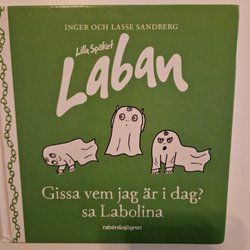 INGER OCH LASSE SANDBERG
Lilla Spöket
Laban
Gissa vem jag är i dag?
sa Labolina
rabén&sjögren